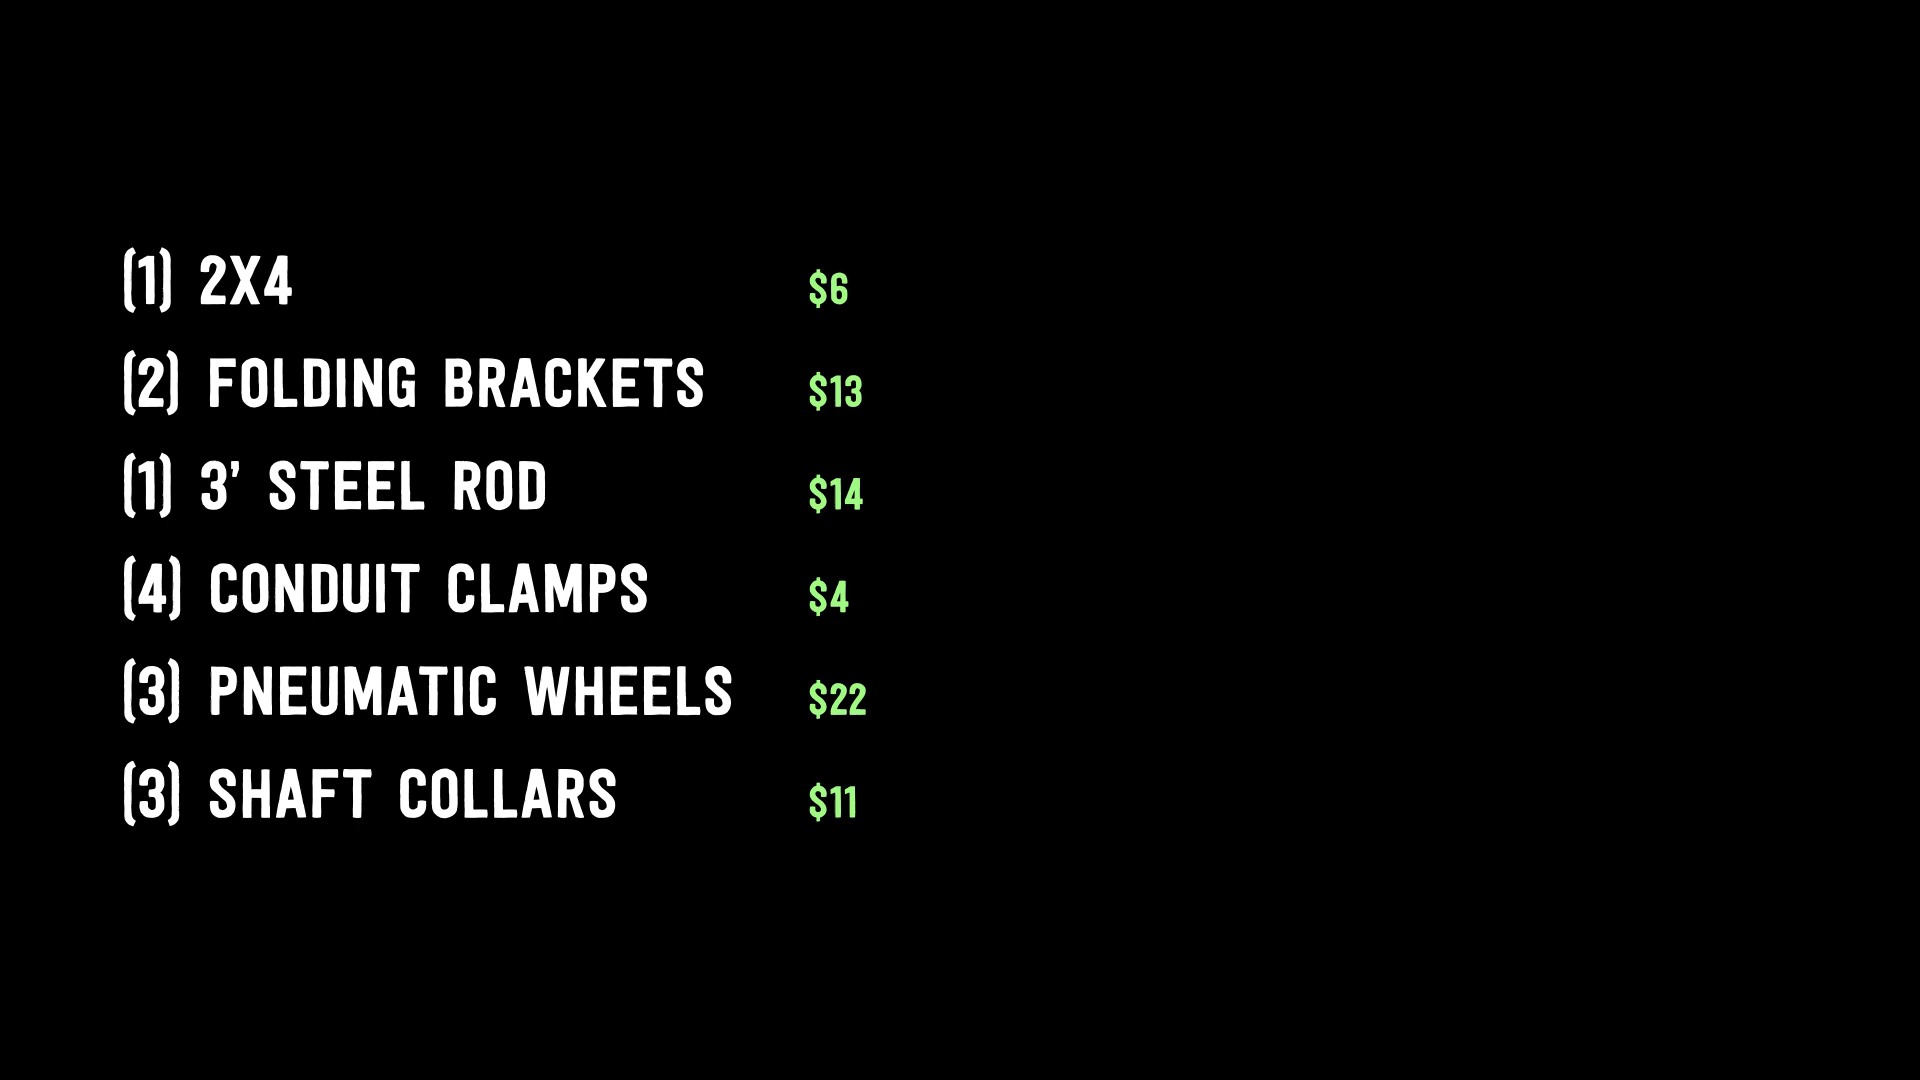 (1) 2X4 $6
(2) FOLDING BRACKETS $13
(1) 3’ STEEL ROD $14
(4) CONDUIT CLAMPS $4
(3) PNEUMATIC WHEELS $22
(3) SHAFT COLLARS $11